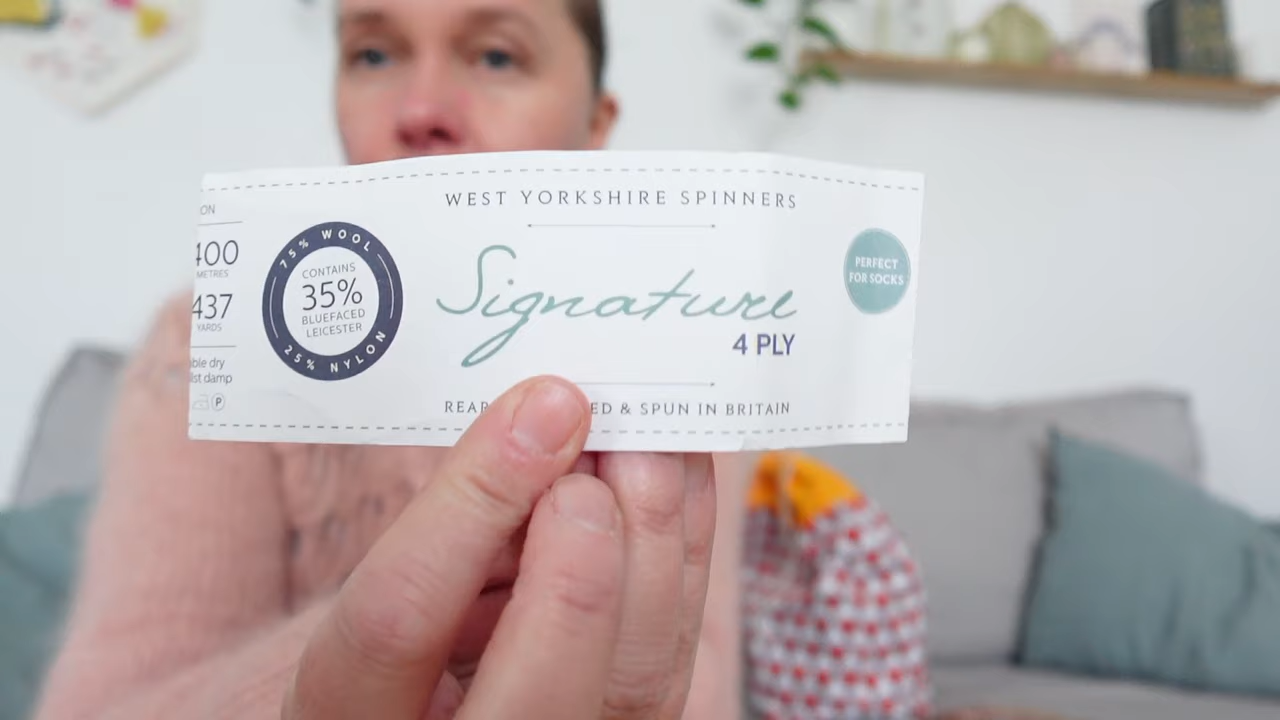 WEST YORKSHIRE SPINNERS
ON
400
METRES
437
YARDS
ble dry
lst damp
P
75% WOOL
CONTAINS
35%
BLUEFACED
LEICESTER
25% NYLON
Signature
4 PLY
PERFECT
FOR SOCKS
REAR ED & SPUN IN BRITAIN